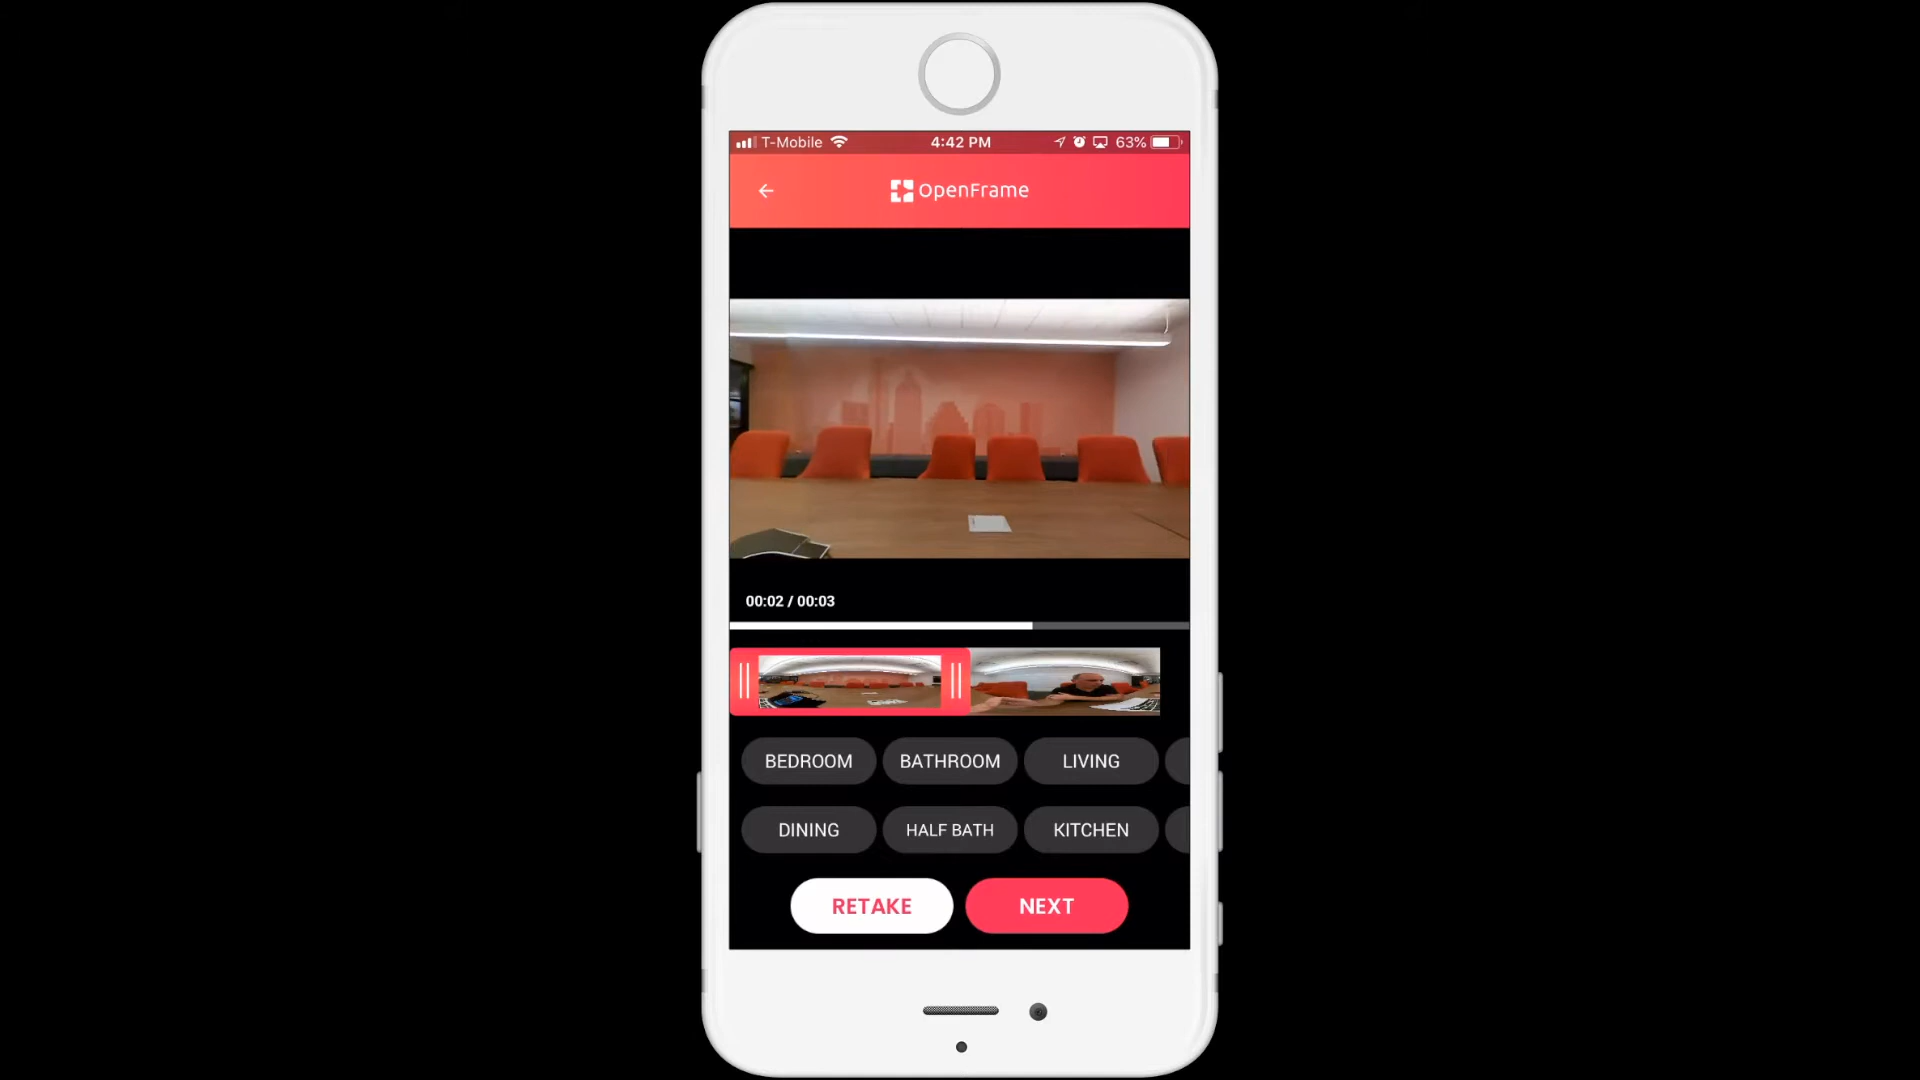 T-Mobile 4:42 PM 63%
OpenFrame
00:02 / 00:03
BEDROOM BATHROOM LIVING
DINING HALF BATH KITCHEN
RETAKE NEXT